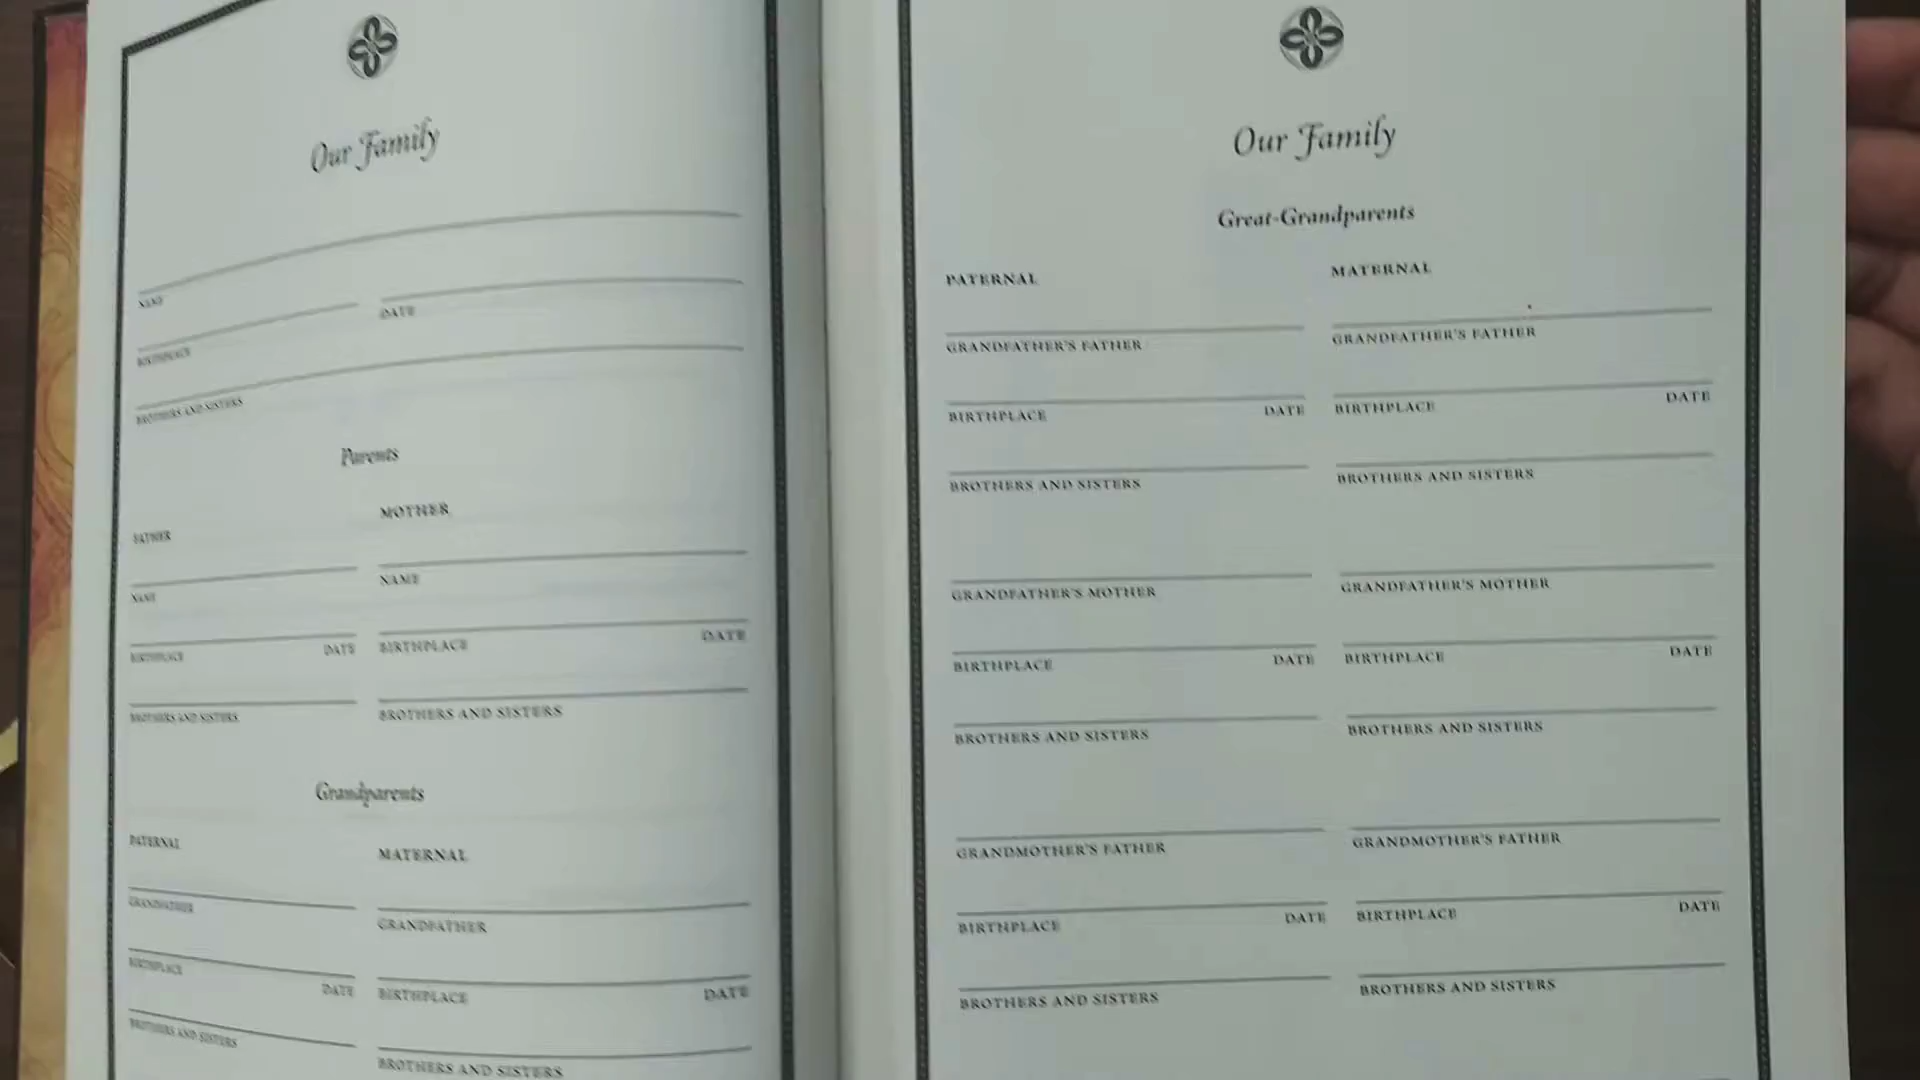 Our Family
NAME
BIRTHPLACE
DATE
BROTHERS AND SISTERS
Parents
FATHER
MOTHER
NAME
NAME
BIRTHPLACE DATE
BIRTHPLACE DATE
BROTHERS AND SISTERS
BROTHERS AND SISTERS
Grandparents
PATERNAL
MATERNAL
GRANDFATHER
GRANDFATHER
BIRTHPLACE DATE
BIRTHPLACE DATE
BROTHERS AND SISTERS
BROTHERS AND SISTERS
Our Family
Great-Grandparents
PATERNAL
MATERNAL
GRANDFATHER'S FATHER
GRANDFATHER'S FATHER
BIRTHPLACE DATE
BIRTHPLACE DATE
BROTHERS AND SISTERS
BROTHERS AND SISTERS
GRANDFATHER'S MOTHER
GRANDFATHER'S MOTHER
BIRTHPLACE DATE
BIRTHPLACE DATE
BROTHERS AND SISTERS
BROTHERS AND SISTERS
GRANDMOTHER'S FATHER
GRANDMOTHER'S FATHER
BIRTHPLACE DATE
BIRTHPLACE DATE
BROTHERS AND SISTERS
BROTHERS AND SISTERS